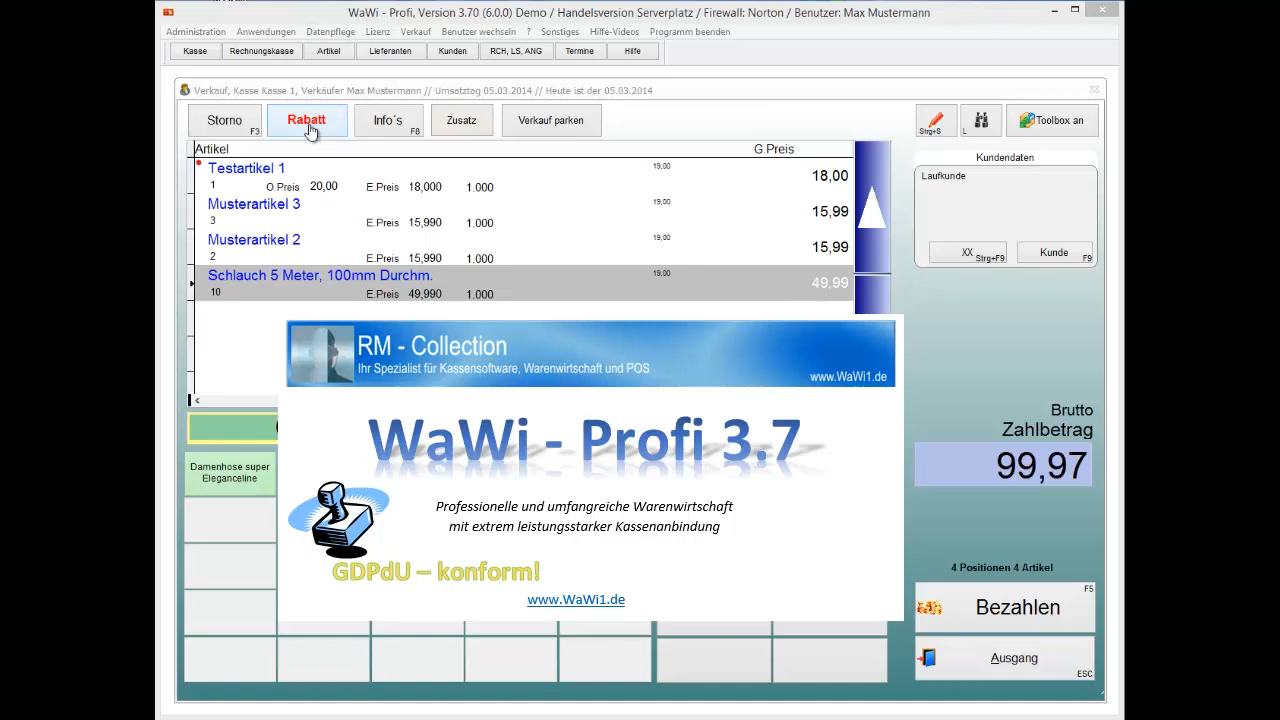 WaWi - Profi, Version 3.70 (6.0.0) Demo / Handelsversion Serverplatz / Firewall: Norton / Benutzer: Max Mustermann
Administration Anwendungen Datenpflege Lizenz Verkauf Benutzer wechseln ? Sonstiges Hilfe-Videos Programm beenden
Kasse Rechnungskasse Artikel Lieferanten Kunden RCH, LS, ANG Termine Hilfe
Verkauf, Kasse Kasse 1, Verkäufer Max Mustermann // Umsatztag 05.03.2014 // Heute ist der 05.03.2014
Storno F3 Rabatt Info´s F8 Zusatz Verkauf parken Strg+S L Toolbox an
Artikel G.Preis
Testartikel 1 19,00 18,00
1 O.Preis 20,00 E.Preis 18,000 1.000
Musterartikel 3 19,00 15,99
3 E.Preis 15,990 1.000
Musterartikel 2 19,00 15,99
2 E.Preis 15,990 1.000
Schlauch 5 Meter, 100mm Durchm. 19,00 49,99
10 E.Preis 49,990 1.000
Kundendaten
Laufkunde
XX Strg+F9 Kunde F9
RM - Collection
Ihr Spezialist für Kassensoftware, Warenwirtschaft und POS
www.WaWi1.de
WaWi - Profi 3.7
Professionelle und umfangreiche Warenwirtschaft
mit extrem leistungsstarker Kassenanbindung
GDPdU – konform!
www.WaWi1.de
Damenhose super
Eleganceline
Brutto
Zahlbetrag
99,97
4 Positionen 4 Artikel
Bezahlen F5
Ausgang ESC